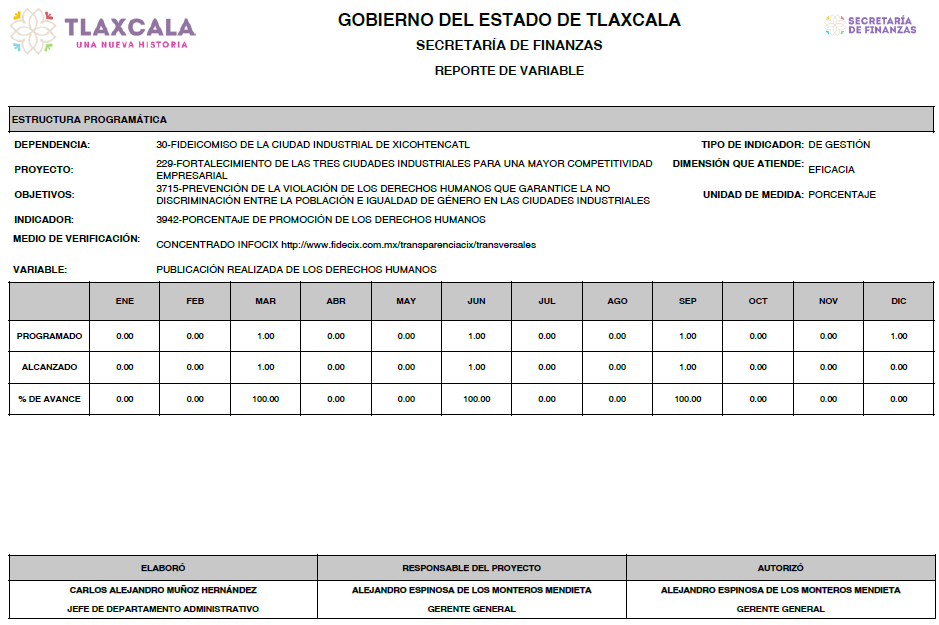 TLAXCALA
UNA NUEVA HISTORIA
GOBIERNO DEL ESTADO DE TLAXCALA
SECRETARÍA DE FINANZAS
REPORTE DE VARIABLE
SECRETARÍA
DE FINANZAS
ESTRUCTURA PROGRAMÁTICA
DEPENDENCIA: 30-FIDEICOMISO DE LA CIUDAD INDUSTRIAL DE XICOHTENCATL TIPO DE INDICADOR: DE GESTIÓN
PROYECTO: 229-FORTALECIMIENTO DE LAS TRES CIUDADES INDUSTRIALES PARA UNA MAYOR COMPETITIVIDAD
EMPRESARIAL
DIMENSIÓN QUE ATIENDE: EFICACIA
OBJETIVOS: 3715-PREVENCIÓN DE LA VIOLACIÓN DE LOS DERECHOS HUMANOS QUE GARANTICE LA NO
DISCRIMINACIÓN ENTRE LA POBLACIÓN E IGUALDAD DE GÉNERO EN LAS CIUDADES INDUSTRIALES
UNIDAD DE MEDIDA: PORCENTAJE
INDICADOR: 3942-PORCENTAJE DE PROMOCIÓN DE LOS DERECHOS HUMANOS
MEDIO DE VERIFICACIÓN: CONCENTRADO INFOCIX http://www.fidecix.com.mx/transparenciacix/transversales
VARIABLE: PUBLICACIÓN REALIZADA DE LOS DERECHOS HUMANOS
ENE FEB MAR ABR MAY JUN JUL AGO SEP OCT NOV DIC
PROGRAMADO 0.00 0.00 1.00 0.00 0.00 1.00 0.00 0.00 1.00 0.00 0.00 1.00
ALCANZADO 0.00 0.00 1.00 0.00 0.00 1.00 0.00 0.00 1.00 0.00 0.00 0.00
% DE AVANCE 0.00 0.00 100.00 0.00 0.00 100.00 0.00 0.00 100.00 0.00 0.00 0.00
ELABORÓ RESPONSABLE DEL PROYECTO AUTORIZÓ
CARLOS ALEJANDRO MUÑOZ HERNÁNDEZ ALEJANDRO ESPINOSA DE LOS MONTEROS MENDIETA ALEJANDRO ESPINOSA DE LOS MONTEROS MENDIETA
JEFE DE DEPARTAMENTO ADMINISTRATIVO GERENTE GENERAL GERENTE GENERAL